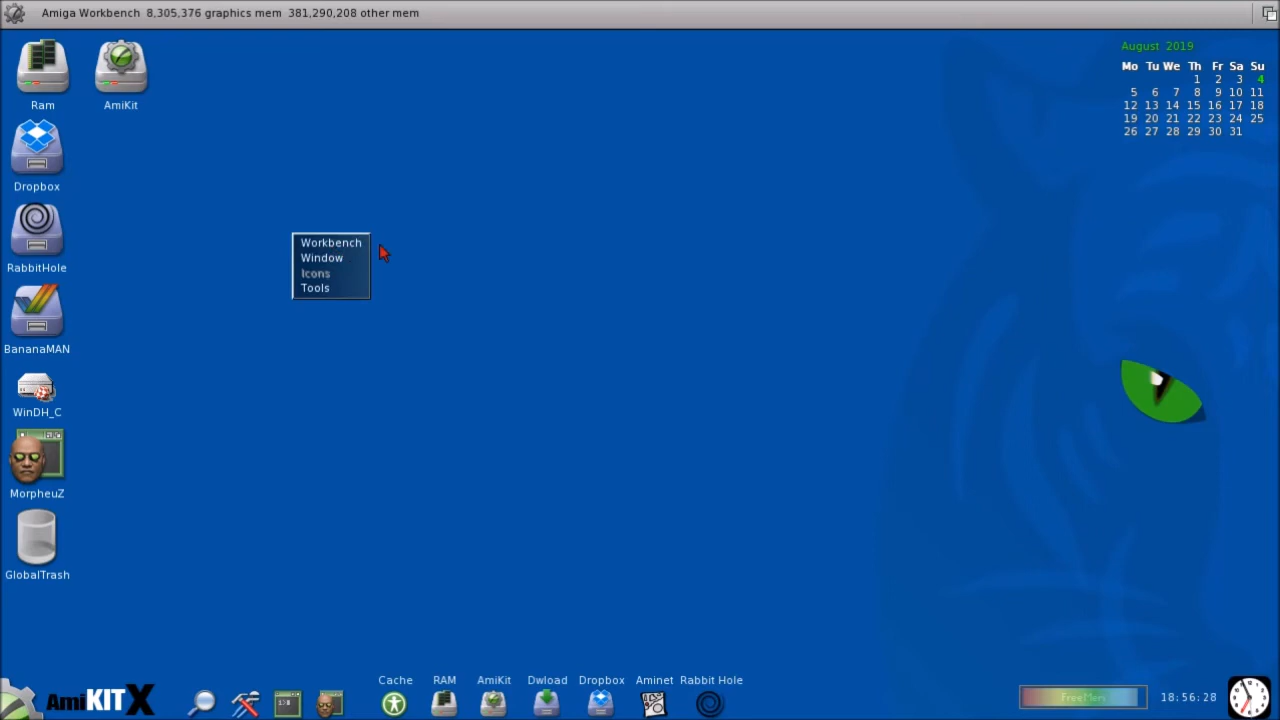 Amiga Workbench 8,305,376 graphics mem 381,290,208 other mem
Ram
AmiKit
Dropbox
RabbitHole
BananaMAN
WinDH_C
MorpheuZ
GlobalTrash
Workbench
Window
Icons
Tools
August 2019
Mo Tu We Th Fr Sa Su
1 2 3 4
5 6 7 8 9 10 11
12 13 14 15 16 17 18
19 20 21 22 23 24 25
26 27 28 29 30 31
AmiKIT X
Cache RAM AmiKit Dwload Dropbox Aminet Rabbit Hole
FreeMem
18:56:28